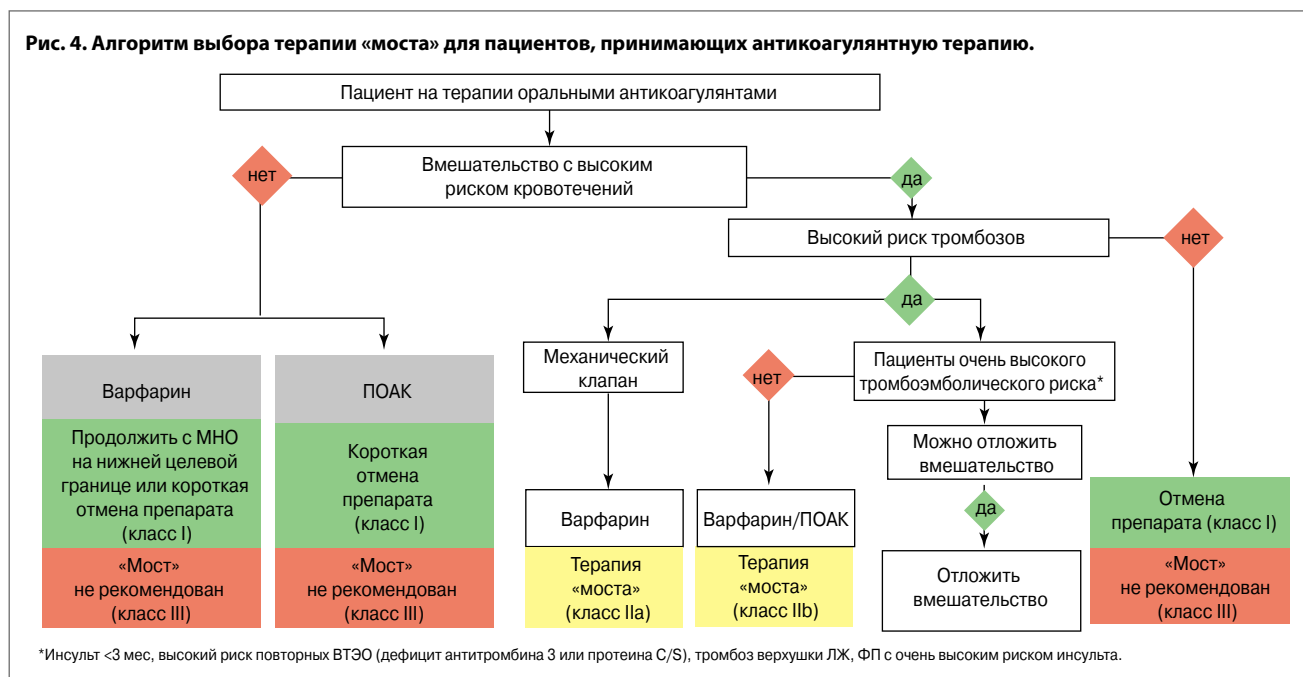 Рис. 4. Алгоритм выбора терапии «моста» для пациентов, принимающих антикоагулянтную терапию.
Пациент на терапии оральными антикоагулянтами
Вмешательство с высоким
риском кровотечений
нет
да
Высокий риск тромбозов
нет
да
Механический
клапан
Пациенты очень высокого
тромбоэмболического риска*
нет
Можно отложить
вмешательство
да
Варфарин
Продолжить с МНО
на нижней целевой
границе или короткая
отмена препарата
(класс I)
«Мост»
не рекомендован
(класс III)
ПОАК
Короткая
отмена
препарата
(класс I)
«Мост»
не рекомендован
(класс III)
Варфарин
Терапия
«моста»
(класс IIa)
Варфарин/ПОАК
Терапия
«моста»
(класс IIb)
Отложить
вмешательство
Отмена
препарата (класс I)
«Мост»
не рекомендован
(класс III)
*Инсульт <3 мес, высокий риск повторных ВТЭО (дефицит антитромбина 3 или протеина C/S), тромбоз верхушки ЛЖ, ФП с очень высоким риском инсульта.